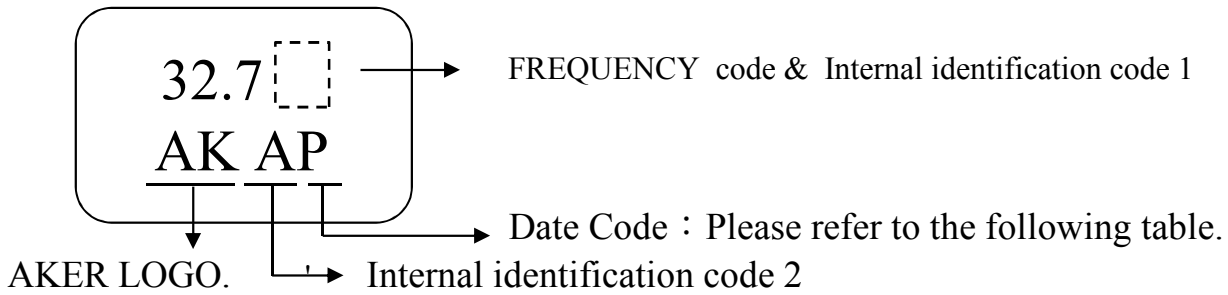 32.7
FREQUENCY code & Internal identification code 1
AK AP
Date Code：Please refer to the following table.
AKER LOGO.
Internal identification code 2